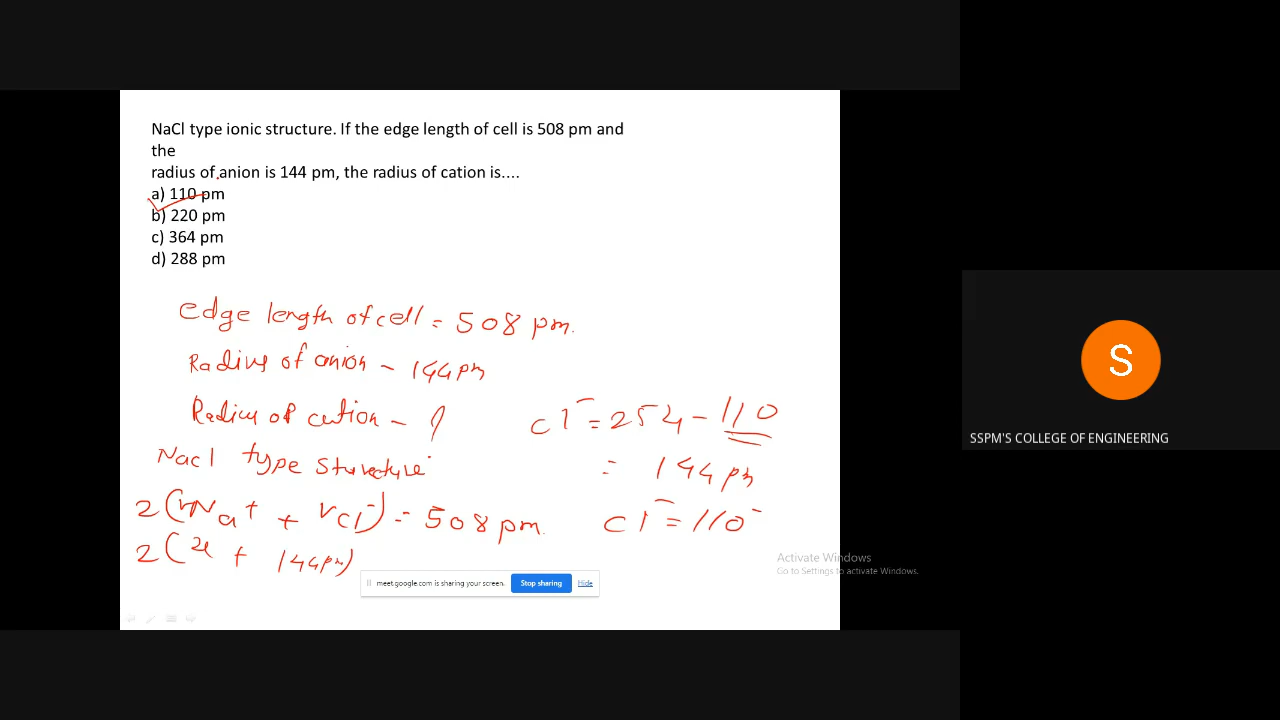 NaCl type ionic structure. If the edge length of cell is 508 pm and
the
radius of anion is 144 pm, the radius of cation is....
a) 110 pm
b) 220 pm
c) 364 pm
d) 288 pm
edge length of cell = 508 pm.
Radius of anion - 144 pm
Radius of cation - ?
Nacl type structure
2(rNa+ + rCl-) = 508 pm.
2(x + 144pm)
cl- = 254 - 110
= 144 pm
cl- = 110-
meet.google.com is sharing your screen.
Stop sharing
Hide
Activate Windows
Go to Settings to activate Windows.
S
SSPM'S COLLEGE OF ENGINEERING